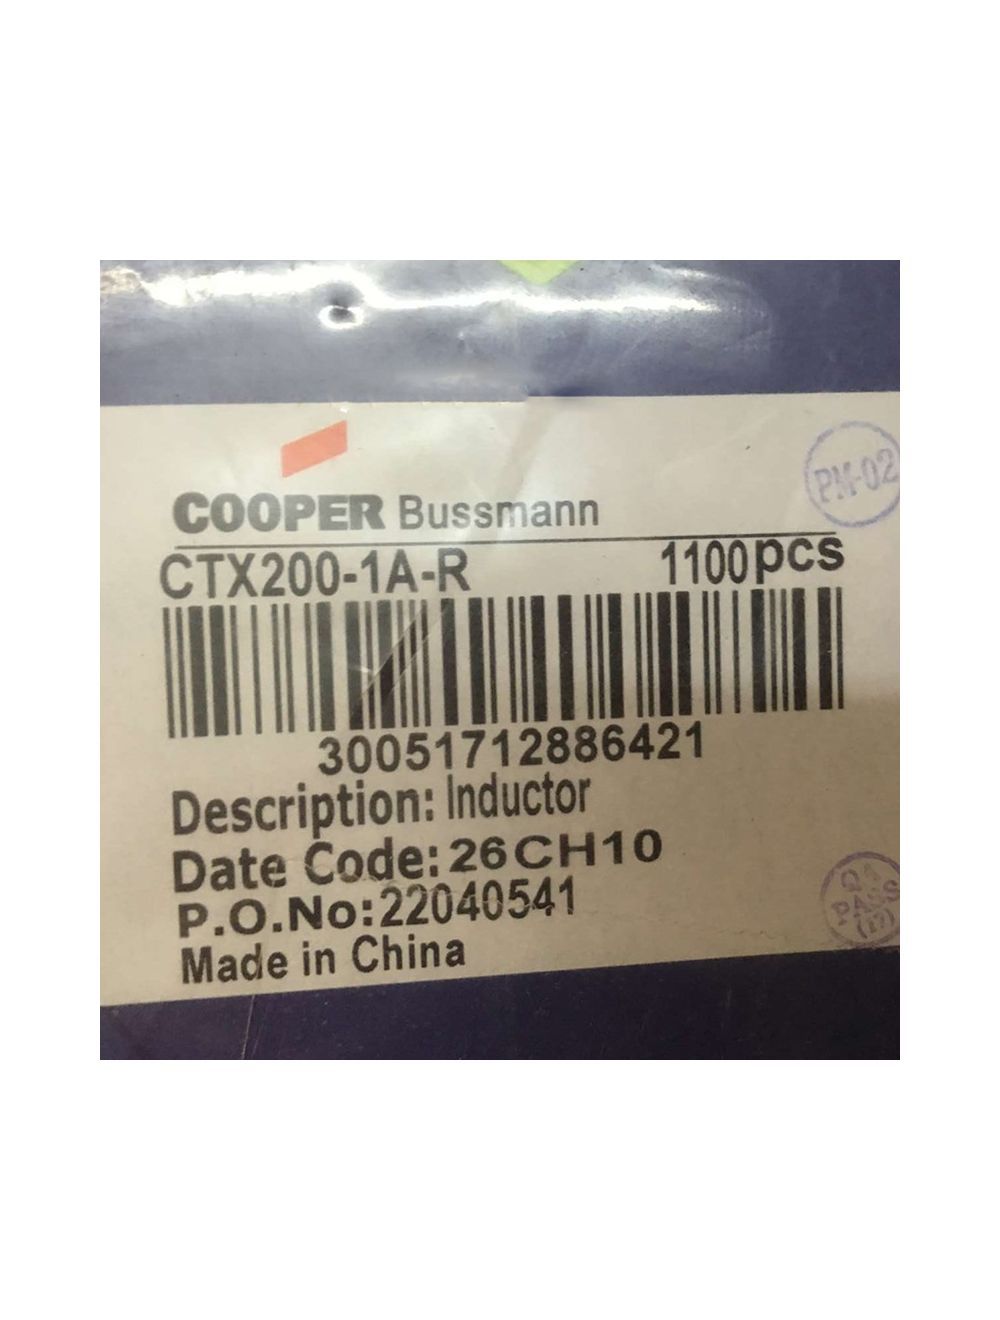 PM-02
COOPER Bussmann
CTX200-1A-R 1100pcs
30051712886421
Description: Inductor
Date Code: 26CH10
P.O.No:22040541
Made in China
PASS